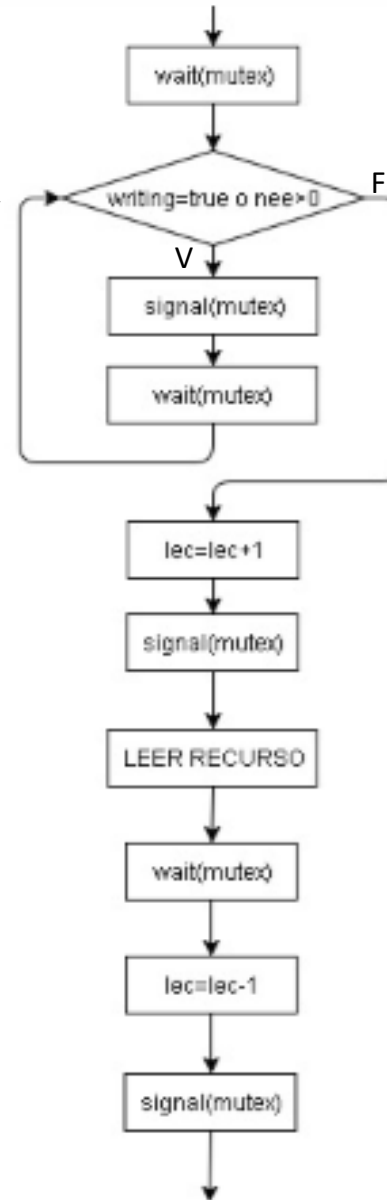 wait(mutex)
writing=true o nee>0
F
V
signal(mutex)
wait(mutex)
lec=lec+1
signal(mutex)
LEER RECURSO
wait(mutex)
lec=lec-1
signal(mutex)